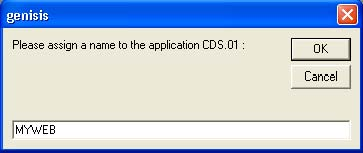 genisis
Please assign a name to the application CDS.01 :
OK
Cancel
MYWEB